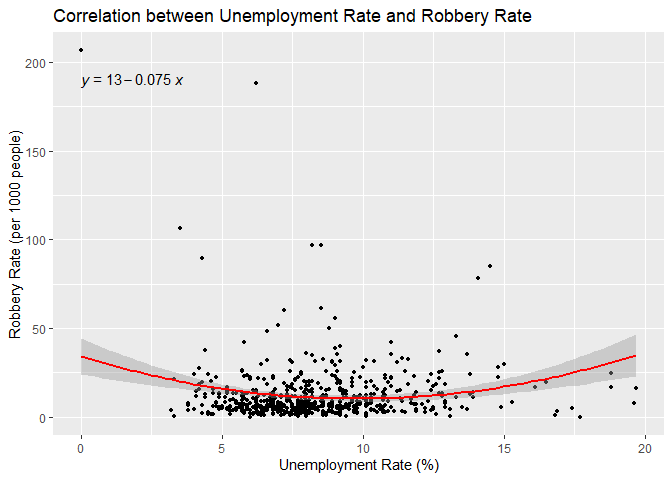 Correlation between Unemployment Rate and Robbery Rate
y = 13 − 0.075 x
200
150
100
50
0
Robbery Rate (per 1000 people)
0 5 10 15 20
Unemployment Rate (%)